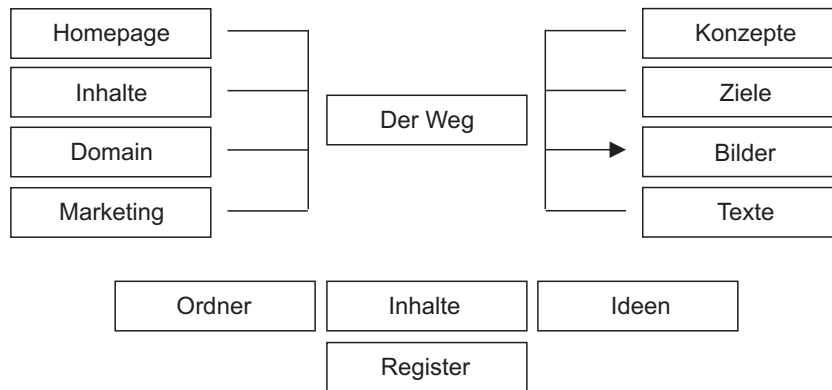 Homepage
Konzepte
Inhalte
Ziele
Der Weg
Domain
Bilder
Marketing
Texte
Ordner
Inhalte
Ideen
Register